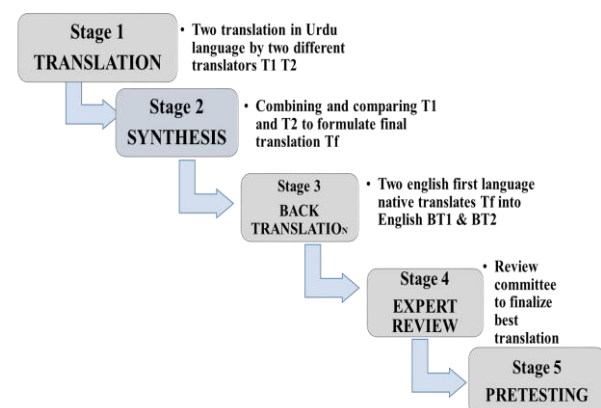 Stage 1
TRANSLATION
• Two translation in Urdu
language by two different
translators T1 T2
Stage 2
SYNTHESIS
• Combining and comparing T1
and T2 to formulate final
translation Tf
Stage 3
BACK
TRANSLATION
• Two english first language
native translates Tf into
English BT1 & BT2
Stage 4
EXPERT
REVIEW
• Review
committee
to finalize
best
translation
Stage 5
PRETESTING